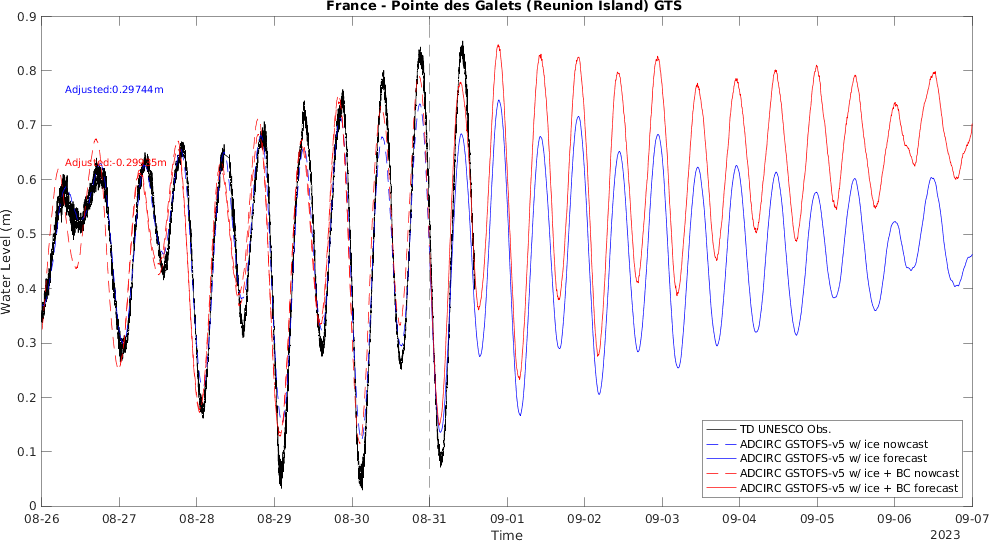 France - Pointe des Galets (Reunion Island) GTS
0.9
0.8
0.7
0.6
0.5
0.4
0.3
0.2
0.1
0
Water Level (m)
Adjusted:0.29744m
TD UNESCO Obs.
ADCIRC GSTOFS-v5 w/ ice nowcast
ADCIRC GSTOFS-v5 w/ ice forecast
ADCIRC GSTOFS-v5 w/ ice + BC nowcast
ADCIRC GSTOFS-v5 w/ ice + BC forecast
08-26 08-27 08-28 08-29 08-30 08-31 09-01 09-02 09-03 09-04 09-05 09-06 09-07
Time
2023